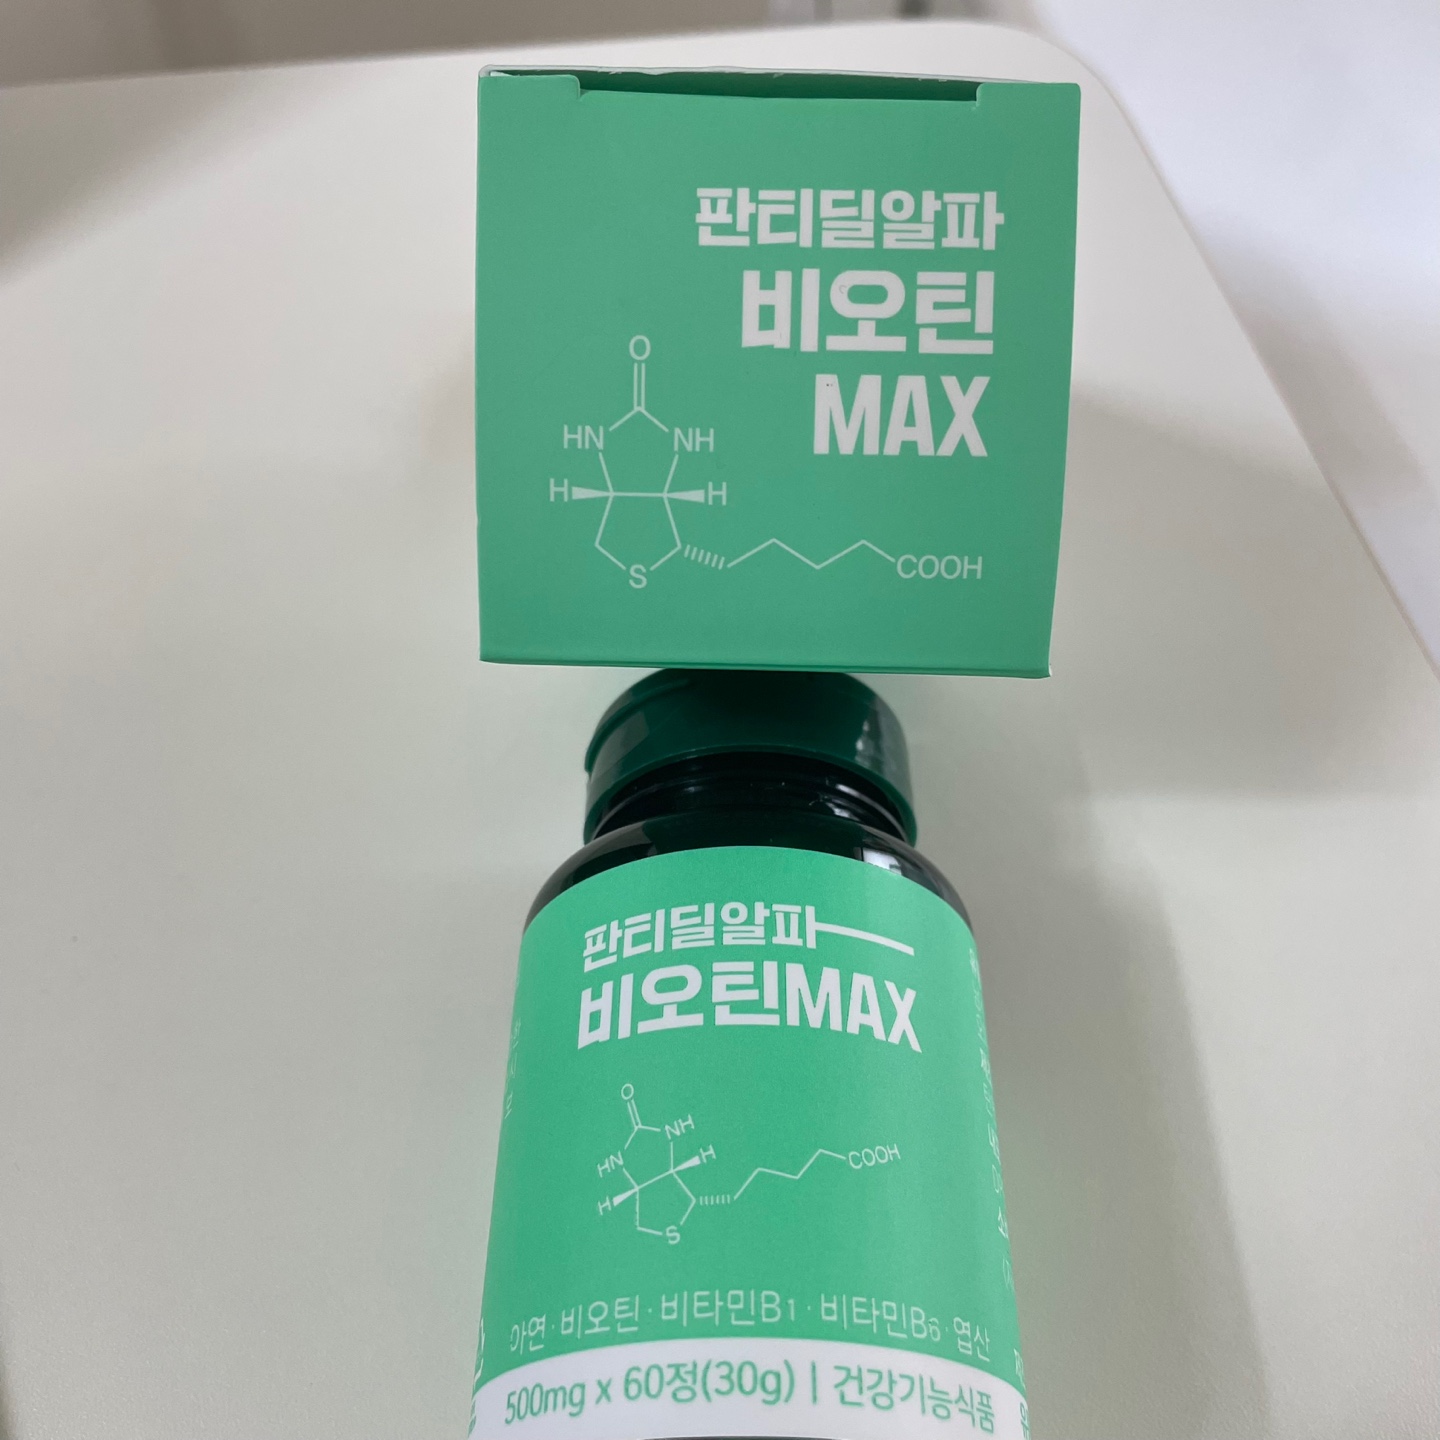 판티딜알파
비오틴
MAX
O
HN NH
H H
S
COOH
판티딜알파
비오틴MAX
O
HN NH
H H
S
COOH
아연·비오틴·비타민B1·비타민B6·엽산
500mg x 60정(30g) | 건강기능식품